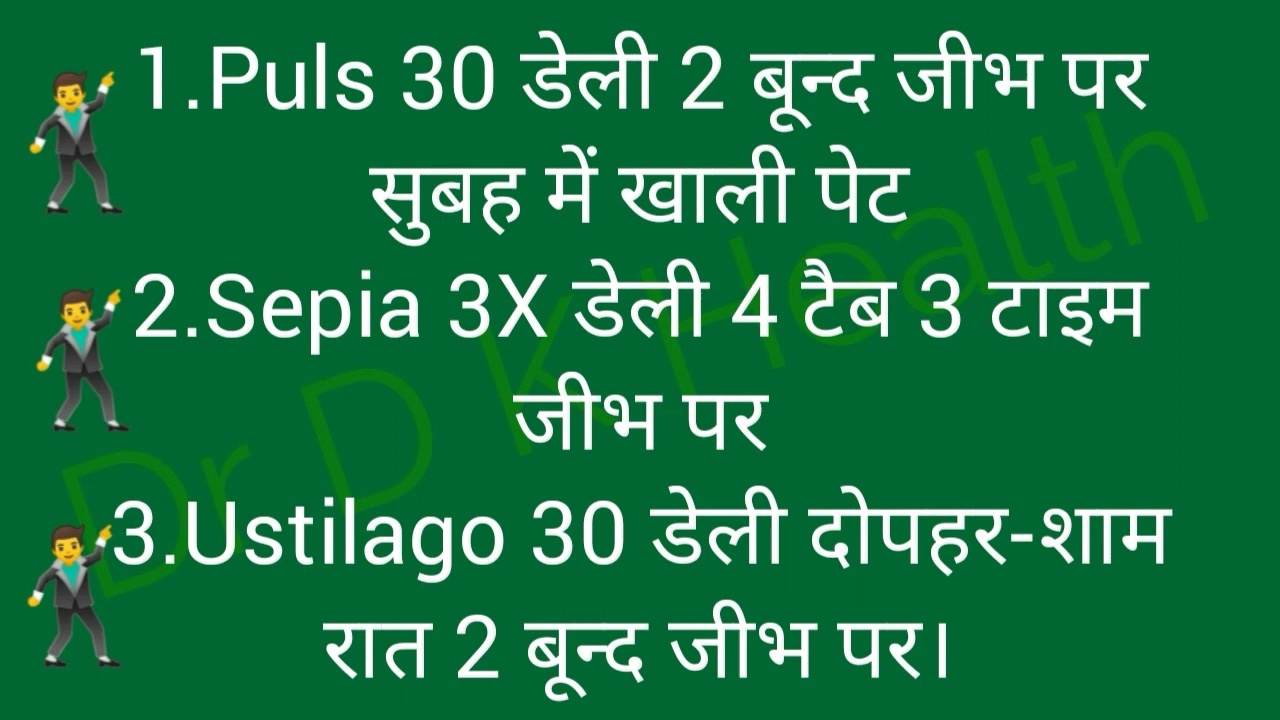 1.Puls 30 डेली 2 बून्द जीभ पर
सुबह में खाली पेट
2.Sepia 3X डेली 4 टैब 3 टाइम
जीभ पर
3.Ustilago 30 डेली दोपहर-शाम
रात 2 बून्द जीभ पर।
Dr D K Health